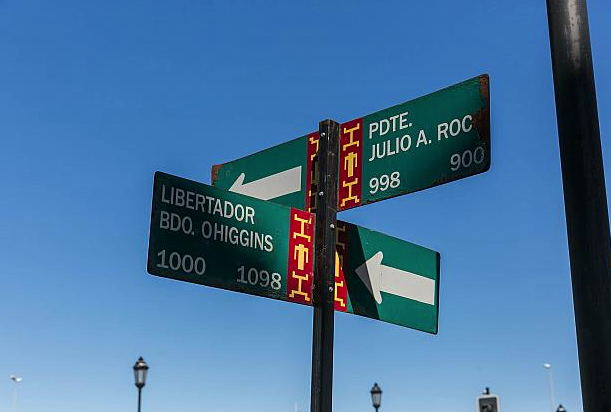 PDTE.
JULIO A. ROC
998 900
LIBERTADOR
BDO. OHIGGINS
1000 1098